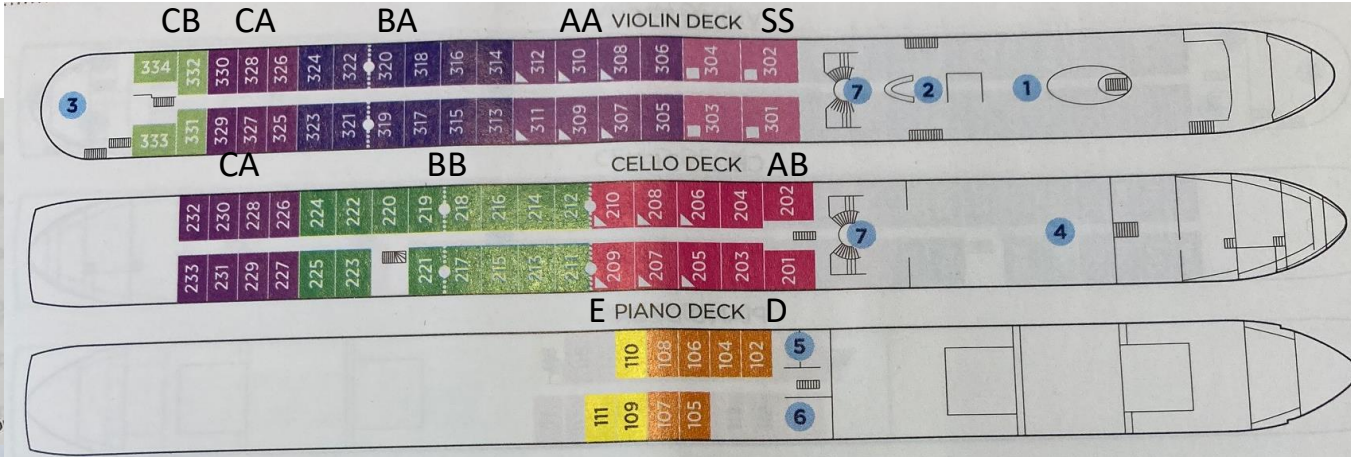 CB CA BA AA VIOLIN DECK SS
334 332 330 328 326 324 322 320 318 316 314 312 310 308 306 304 302
3 7 2 1
333 331 329 327 325 323 321 319 317 315 313 311 309 307 305 303 301
CA BB CELLO DECK AB
232 230 228 226 224 222 220 219 218 216 214 212 210 208 206 204 202
7 4
233 231 229 227 225 223 221 217 215 213 211 209 207 205 203 201
E PIANO DECK D
110 108 106 104 102 5
111 109 107 105 6